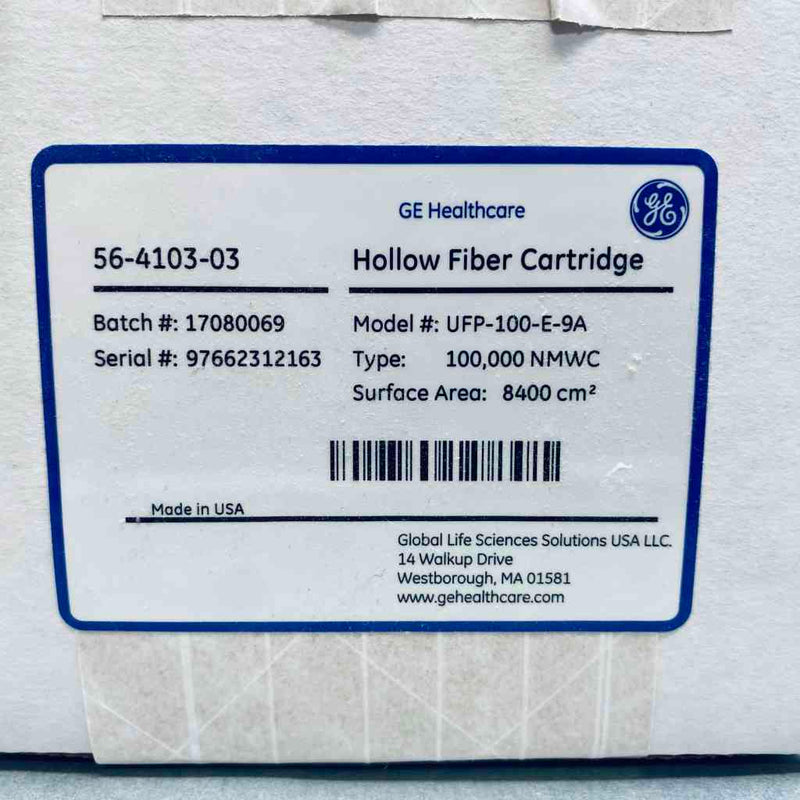 GE Healthcare
GE
56-4103-03
Hollow Fiber Cartridge
Batch #: 17080069
Model #: UFP-100-E-9A
Serial #: 97662312163
Type: 100,000 NMWC
Surface Area: 8400 cm²
Made in USA
Global Life Sciences Solutions USA LLC.
14 Walkup Drive
Westborough, MA 01581
www.gehealthcare.com